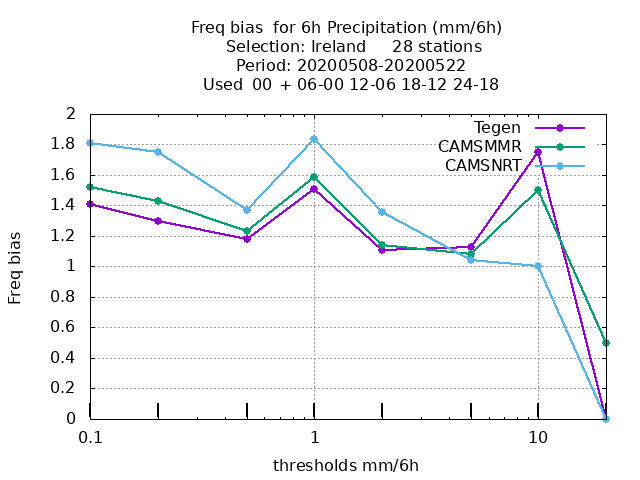 Freq bias  for 6h Precipitation (mm/6h)
Selection: Ireland     28 stations
Period: 20200508-20200522
Used  00  + 06-00 12-06 18-12 24-18
2
1.8
1.6
1.4
1.2
1
0.8
0.6
0.4
0.2
0
Freq bias
Tegen
CAMSMMR
CAMSNRT
0.1 1 10
thresholds mm/6h